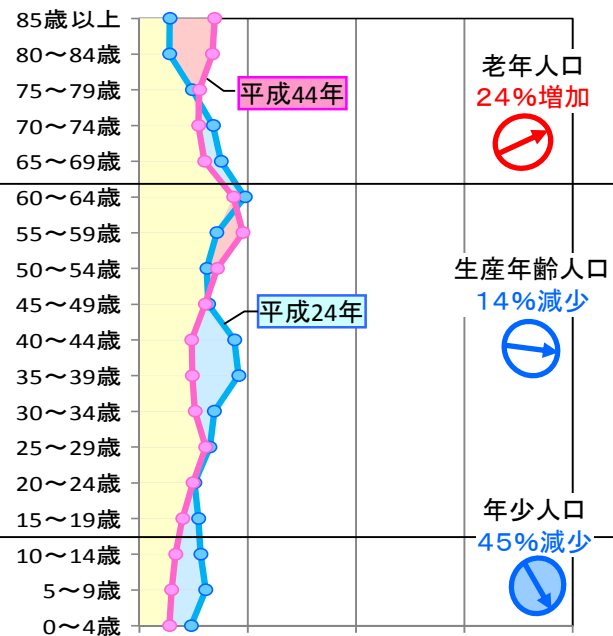 85歳以上
80～84歳
75～79歳
70～74歳
65～69歳
60～64歳
55～59歳
50～54歳
45～49歳
40～44歳
35～39歳
30～34歳
25～29歳
20～24歳
15～19歳
10～14歳
5～9歳
0～4歳
平成44年
平成24年
老年人口
24%増加
生産年齢人口
14%減少
年少人口
45%減少